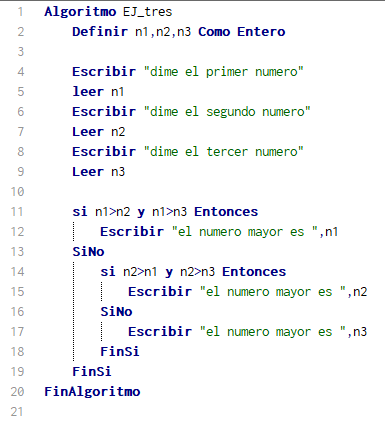 1 Algoritmo EJ_tres
2 Definir n1,n2,n3 Como Entero
3
4 Escribir "dime el primer numero"
5 leer n1
6 Escribir "dime el segundo numero"
7 Leer n2
8 Escribir "dime el tercer numero"
9 Leer n3
10
11 si n1>n2 y n1>n3 Entonces
12 Escribir "el numero mayor es ",n1
13 SiNo
14 si n2>n1 y n2>n3 Entonces
15 Escribir "el numero mayor es ",n2
16 SiNo
17 Escribir "el numero mayor es ",n3
18 FinSi
19 FinSi
20 FinAlgoritmo
21